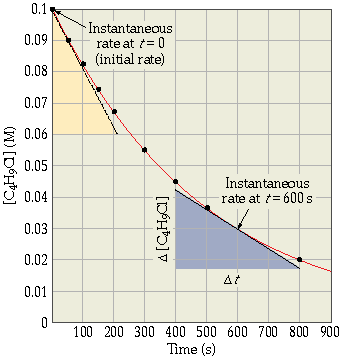 0.1
0.09
0.08
0.07
0.06
0.05
0.04
0.03
0.02
0.01
0
[C4H9Cl] (M)
Instantaneous
rate at t = 0
(initial rate)
Instantaneous
rate at t = 600 s
Δ [C4H9Cl]
Δt
100 200 300 400 500 600 700 800 900
Time (s)